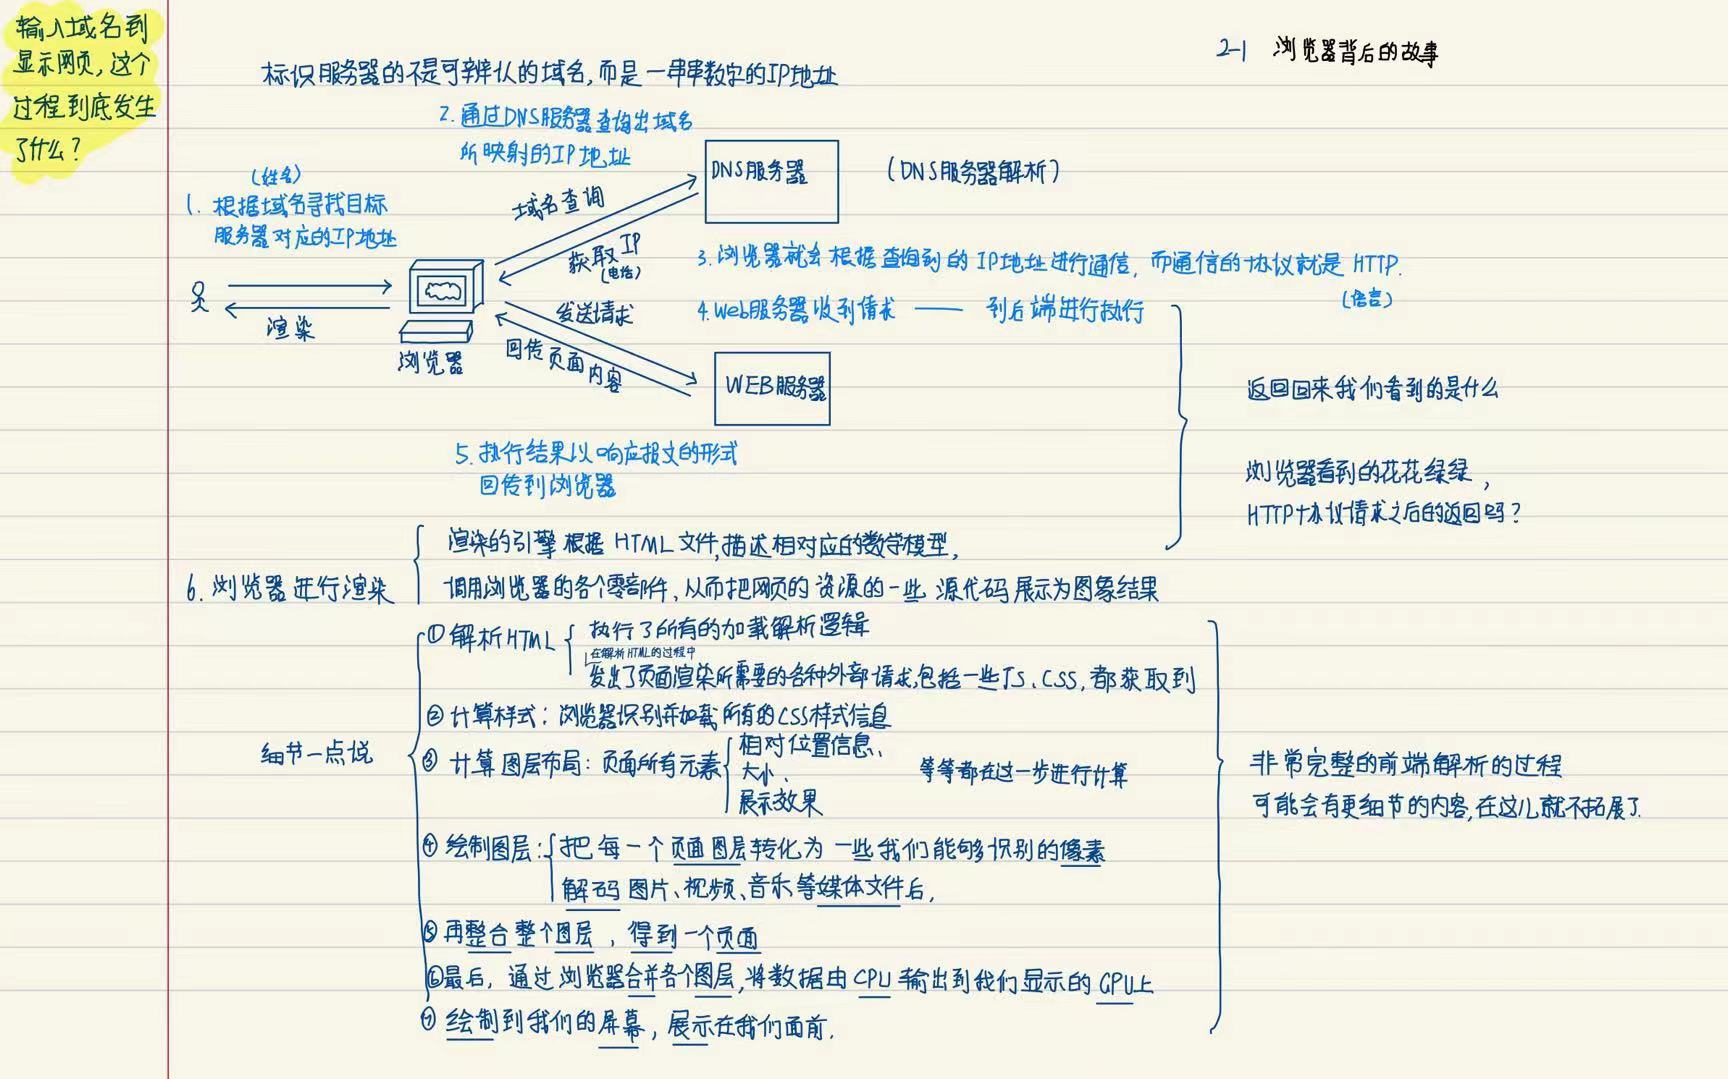 输入域名到
显示网页,这个
过程到底发生
了什么?
2-1 浏览器背后的故事
标识服务器的不是可辨认的域名,而是一串串数字的IP地址
2.通过DNS服务器查询出域名
所映射的IP地址
(姓名)
1.根据域名寻找目标
服务器对应的IP地址
域名查询
DNS服务器
(DNS服务器解析)
获取IP
(电话)
3.浏览器就会根据查询到的IP地址进行通信,而通信的协议就是HTTP.
(语言)
渲染
浏览器
发送请求
回传页面内容
4.Web服务器收到请求 —— 到后端进行执行
WEB服务器
返回回来我们看到的是什么
5.执行结果以响应报文的形式
回传到浏览器
浏览器看到的花花绿绿,
HTTP协议请求之后的返回吗?
6.浏览器进行渲染
渲染的引擎根据HTML文件,描述相对应的数学模型,
调用浏览器的各个零部件,从而把网页的资源的一些源代码展示为图象结果
细节一点说
①解析HTML
执行了所有的加载解析逻辑
在解析HTML的过程中
发出了页面渲染所需要的各种外部请求,包括一些JS、CSS,都获取到
②计算样式:浏览器识别并加载所有的CSS样式信息
③计算图层布局:页面所有元素
相对位置信息、
大小、
展示效果
等等都在这一步进行计算
非常完整的前端解析的过程
可能会有更细节的内容,在这儿就不拓展了.
④绘制图层:把每一个页面图层转化为一些我们能够识别的像素
解码图片、视频、音乐等媒体文件后,
⑤再整合整个图层,得到一个页面
⑥最后,通过浏览器合并各个图层,将数据由CPU输出到我们显示的GPU上
⑦绘制到我们的屏幕,展示在我们面前.